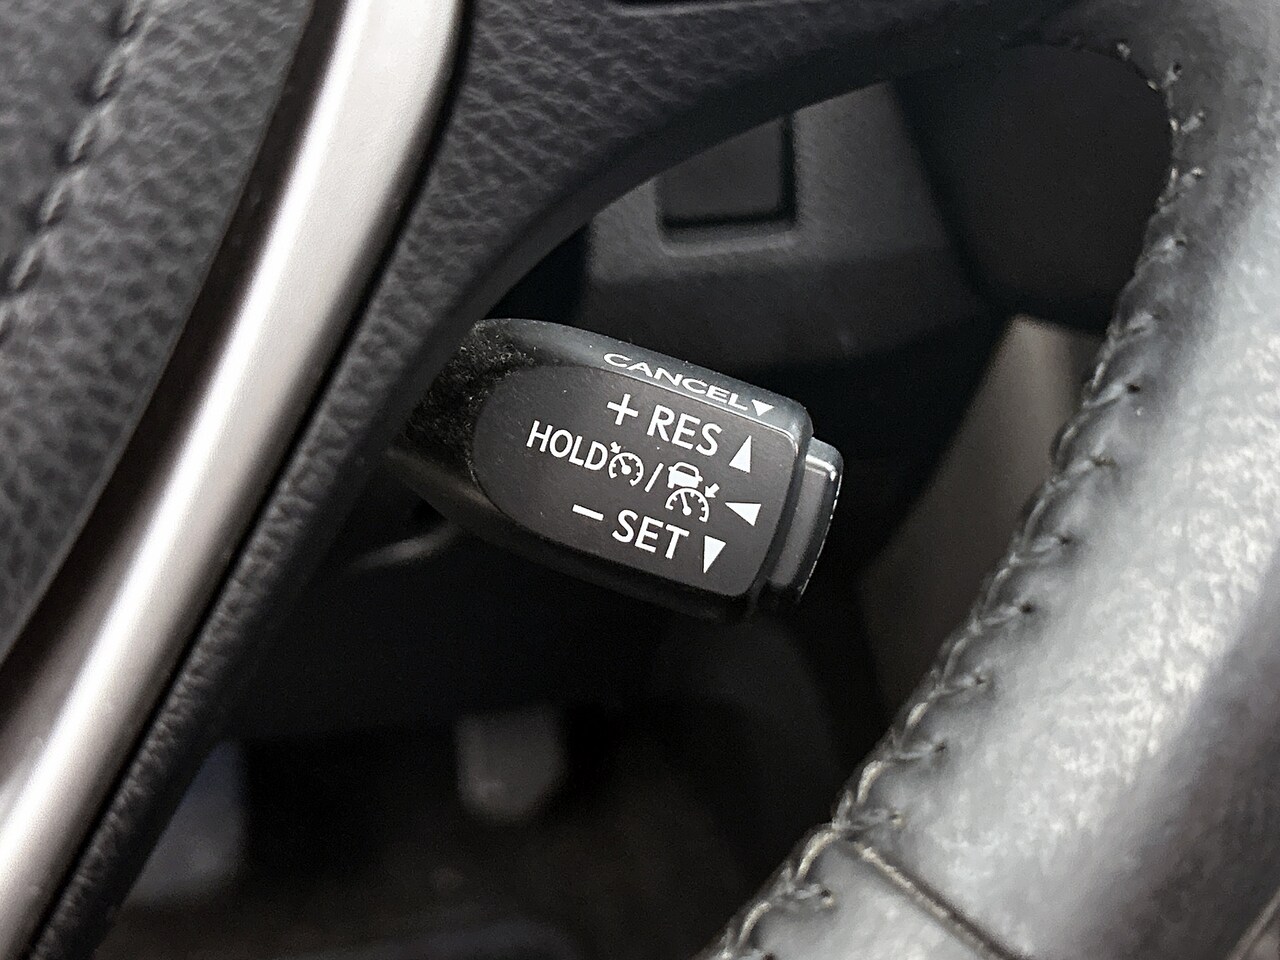 CANCEL▼
+ RES ▲
HOLD / ◀
− SET ▼